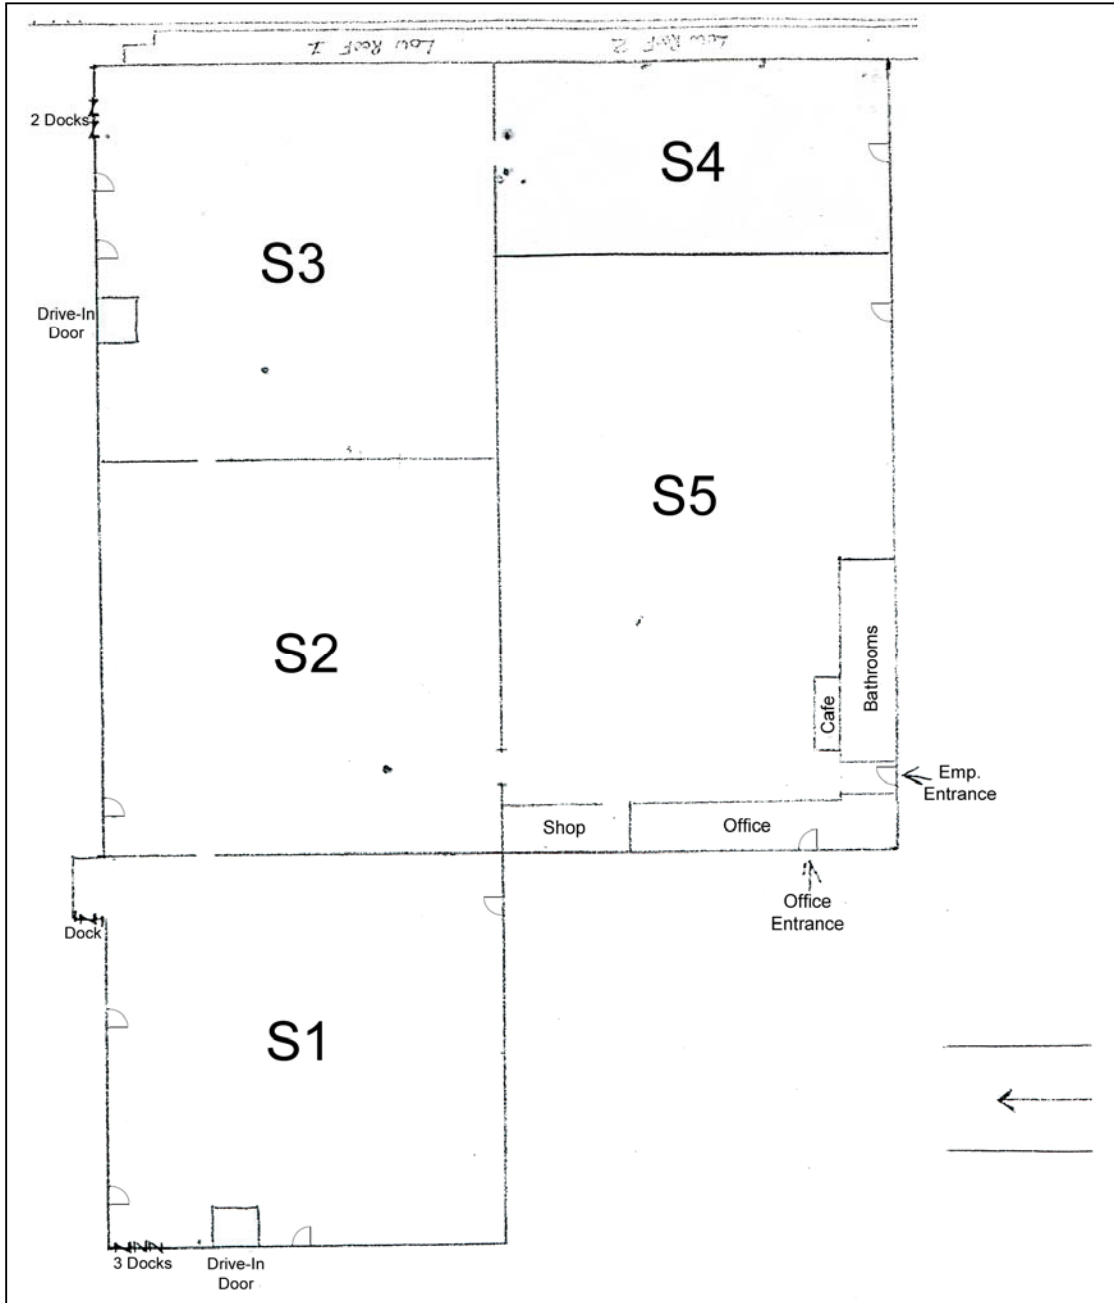 Low Roof 1
Low Roof 2
2 Docks
S4
S3
Drive-In
Door
S5
S2
Bathrooms
Cafe
Emp.
Entrance
Shop
Office
Office
Entrance
Dock
S1
3 Docks
Drive-In
Door